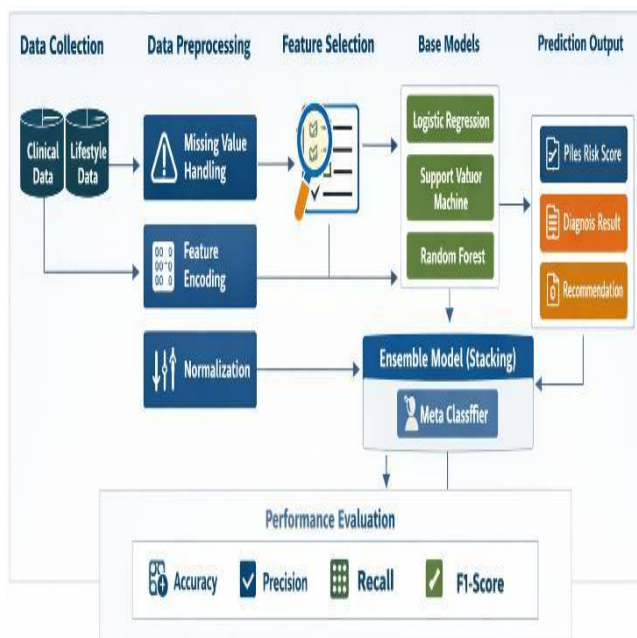 Data Collection
Data Preprocessing
Feature Selection
Base Models
Prediction Output
Clinical
Data
Lifestyle
Data
Missing Value
Handling
Feature
Encoding
Normalization
Logistic Regression
Support Vatuor
Machine
Random Forest
Piles Risk Score
Diagnois Result
Recommendation
Ensemble Model (Stacking)
Meta Classffier
Performance Evaluation
Accuracy
Precision
Recall
F1-Score